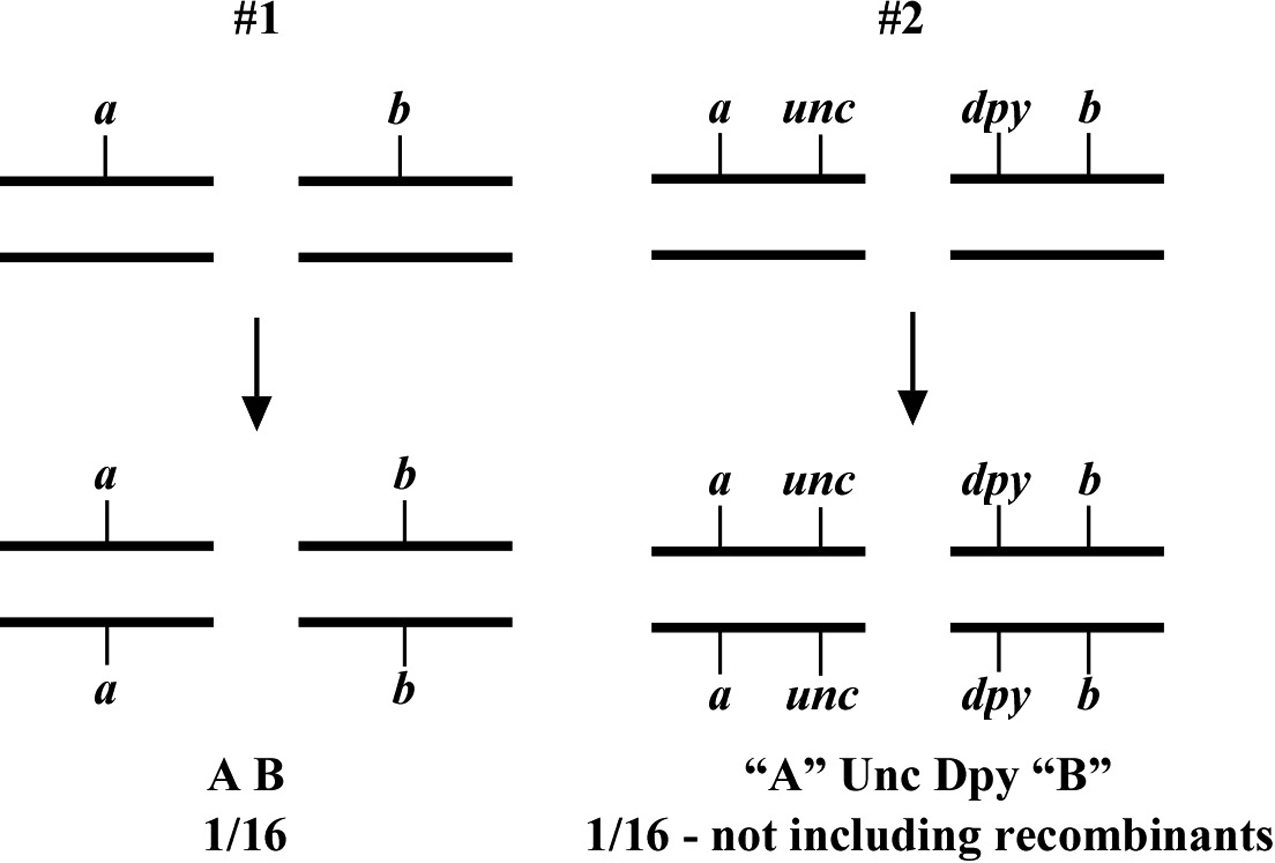 #1 #2
a b a unc dpy b
a b a unc dpy b
a b a unc dpy b
A B "A" Unc Dpy "B"
1/16 1/16 - not including recombinants